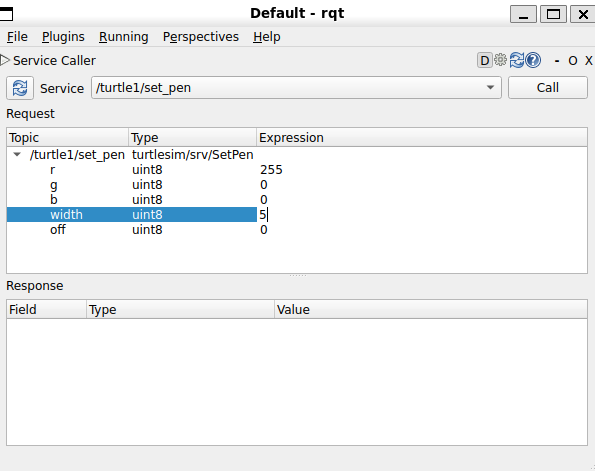 Default - rqt
File Plugins Running Perspectives Help
Service Caller D ? - O X
Service /turtle1/set_pen Call
Request
Topic Type Expression
/turtle1/set_pen turtlesim/srv/SetPen
r uint8 255
g uint8 0
b uint8 0
width uint8 5
off uint8 0
Response
Field Type Value